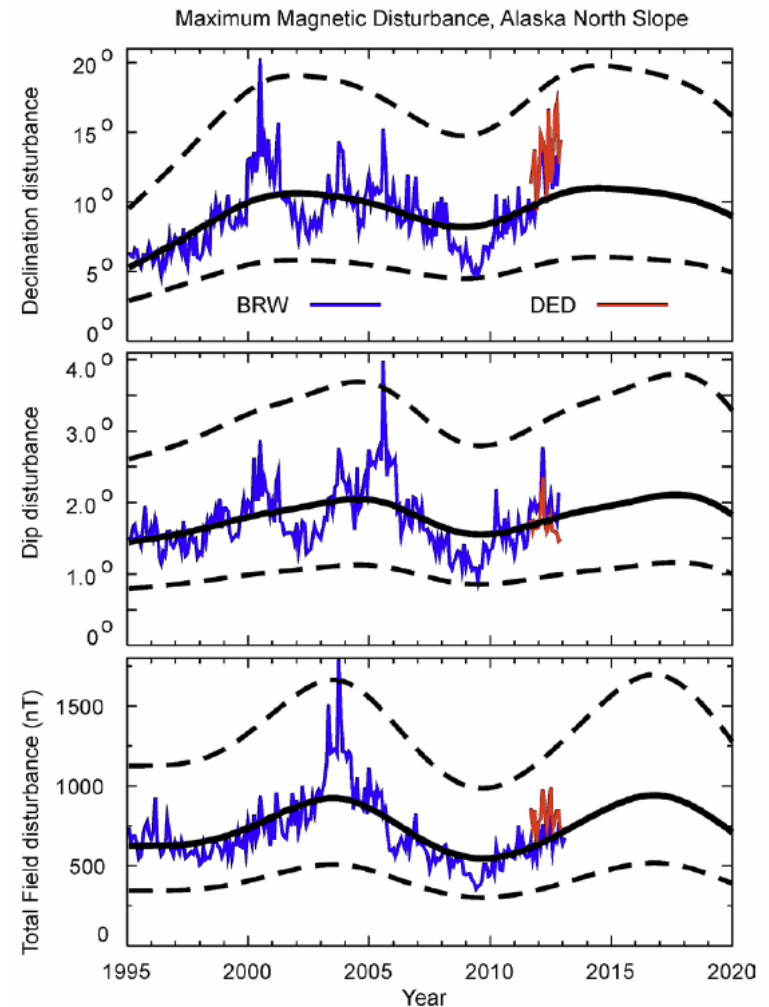 Maximum Magnetic Disturbance, Alaska North Slope
Declination disturbance
20°
15°
10°
5°
0°
BRW
DED
Dip disturbance
4.0°
3.0°
2.0°
1.0°
0°
Total Field disturbance (nT)
1500
1000
500
0
1995 2000 2005 2010 2015 2020
Year